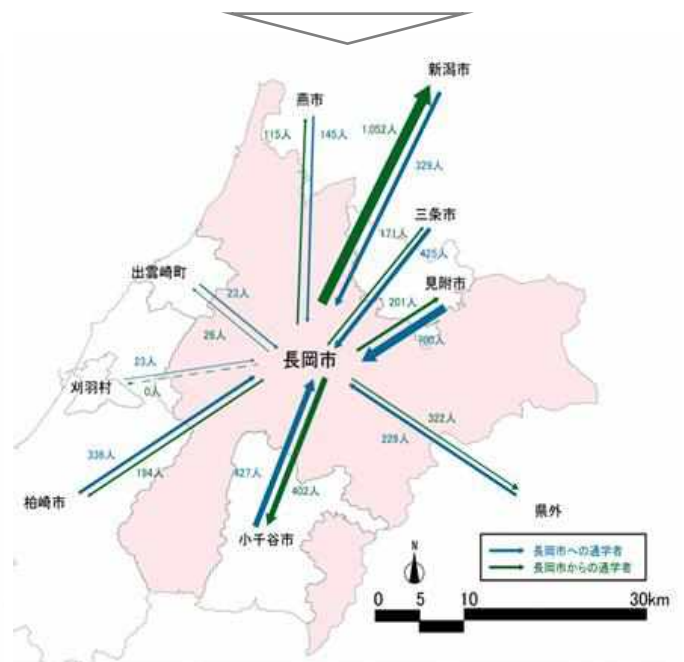 新潟市
燕市
115人
145人
1,052人
329人
三条市
171人
425人
見附市
出雲崎町
23人
201人
26人
長岡市
23人
刈羽村
0人
322人
229人
336人
194人
427人
402人
柏崎市
県外
小千谷市
N
長岡市への通学者
長岡市からの通学者
0 5 10 30km